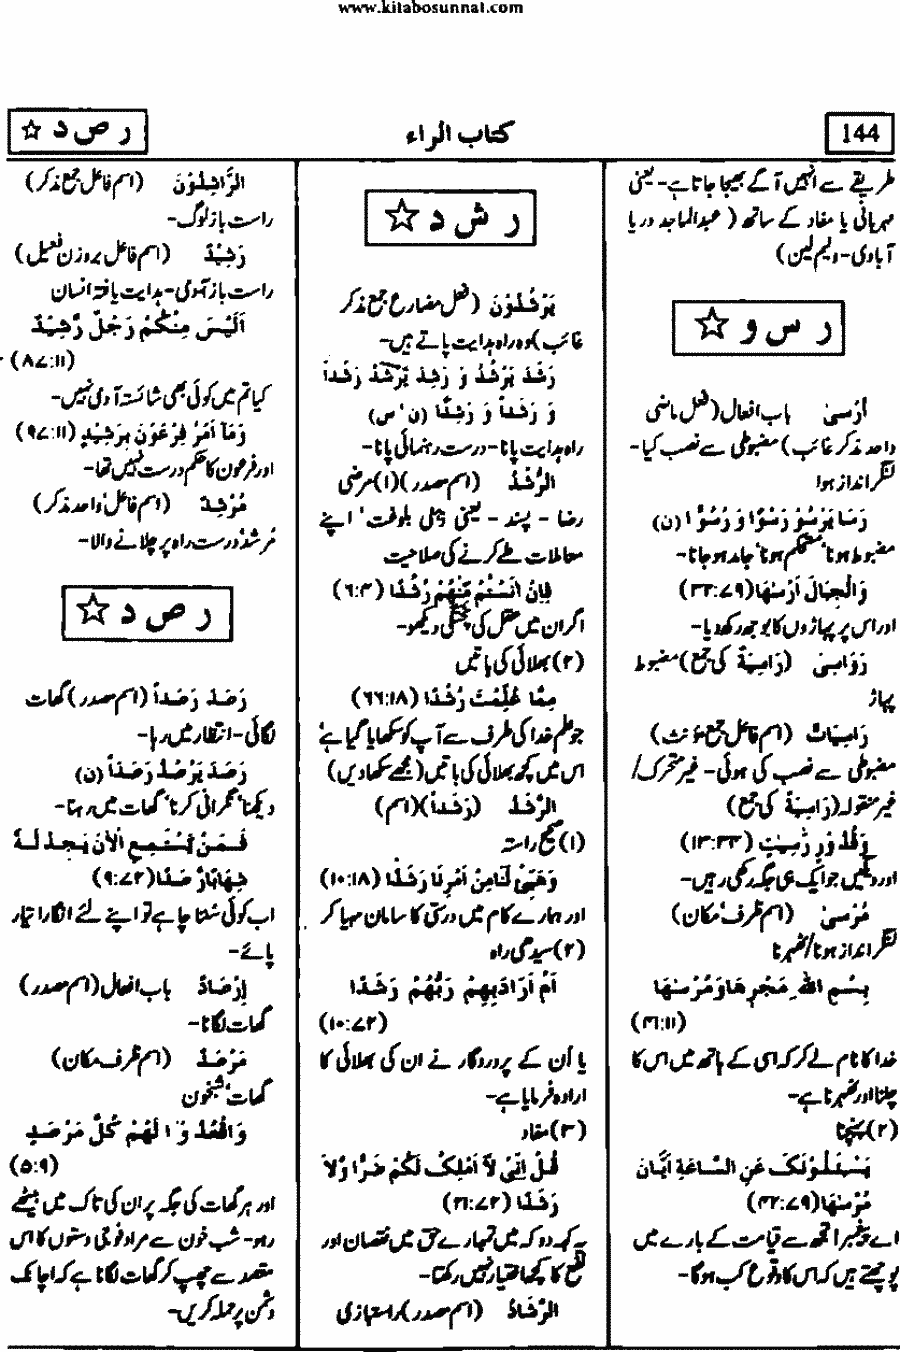 www.kitabosunnat.com
144
کتاب الراء
ر ص د ☆
طریقے سے انہیں آگے بھیجا جاتا ہے۔ یعنی
مہربانی یا مفاد کے ساتھ (عبدالماجد دریا
آبادی۔ ولیم لین)
ر س و ☆
اَرْسىٰ باب افعال (فعل ماضی
واحد مذکر غائب) مضبوطی سے نصب کیا۔
لنگر انداز ہوا
رَسَا يَرْسُوْ رَسْوًا وَ رُسُوًّا (ن)
مضبوط ہونا، مستحکم ہونا، جامد ہو جانا۔
وَالْجِبَالَ اَرْسٰهَا (۳۲:۷۹)
اور اس پر پہاڑوں کا بوجھ رکھ دیا۔
رَوَاسِیَ (رَاسِيَةٌ کی جمع) مضبوط
پہاڑ
رَاسِيَاتٌ (اسم فاعل جمع مؤنث)
مضبوطی سے نصب کی ہوئی۔ غیر متحرک/
غیر منقولہ (رَاسِيَةٌ کی جمع)
وَقُدُوْرٍ رّٰسِيٰتٍ (۱۳:۳۴)
اور دیگیں جو ایک ہی جگہ رکھی رہیں۔
مُرْسىٰ (اسم ظرف، مکان)
لنگر انداز ہونا/ٹھہرنا
بِسْمِ اللّٰهِ مَجْرٖىهَا وَمُرْسٰهَا
(۴۱:۱۱)
خدا کا نام لے کر کہ اسی کے ہاتھ میں اس کا
چلنا اور ٹھہرنا ہے۔
(۲) پہنچنا
يَسْـَٔلُوْنَكَ عَنِ السَّاعَةِ اَيَّانَ
مُرْسٰهَا (۴۲:۷۹)
اے پیغمبر! تجھ سے قیامت کے بارے میں
پوچھتے ہیں کہ اس کا وقوع کب ہوگا۔
ر ش د ☆
يَرْشُدُوْنَ (فعل مضارع جمع مذکر
غائب) وہ راہ ہدایت پاتے ہیں۔
رَشَدَ يَرْشُدُ وَ رَشِدَ يَرْشَدُ رَشَداً
وَ رَشَداً وَ رَشِدًا (ن، س)
راہ ہدایت پانا۔ درست رہنمائی پانا۔
الرُّشْدُ (اسم مصدر) (۱) مرضی
رضا - پسند - یعنی ذہنی بلوغت، اپنے
معاملات طے کرنے کی صلاحیت
فَاِنْ اٰنَسْتُمْ مِّنْهُمْ رُشْدًا (۶:۴)
اگر ان میں عقل کی پختگی دیکھو۔
(۲) بھلائی کی باتیں
مِمَّا عُلِّمْتَ رُشْدًا (۶۶:۱۸)
جو علم خدا کی طرف سے آپ کو سکھایا گیا ہے
اس میں کچھ بھلائی کی باتیں (مجھے سکھا دیں)
الرَّشَدُ (رَشَداً) (اسم)
(۱) صحیح راستہ
وَهَيِّئْ لَنَا مِنْ اَمْرِنَا رَشَدًا (۱۰:۱۸)
اور ہمارے کام میں درستی کا سامان مہیا کر
(۲) سیدھی راہ
اَمْ اَرَادَ بِهِمْ رَبُّهُمْ رَشَدًا
(۱۰:۷۲)
یا اُن کے پروردگار نے ان کی بھلائی کا
ارادہ فرمایا ہے۔
(۳) مفاد
قُلْ اِنِّیْ لَآ اَمْلِكُ لَكُمْ ضَرًّا وَّلَا
رَشَدًا (۲۱:۷۲)
یہ کہہ دو کہ میں تمہارے حق میں نقصان اور
نفع کا کچھ اختیار نہیں رکھتا۔
الرَّشَادُ (اسم مصدر) راستبازی
الرَّاشِدُوْنَ (اسم فاعل جمع مذکر)
راست باز لوگ۔
رَشِيْدٌ (اسم فاعل بروزن فعیل)
راست باز آدمی۔ ہدایت یافتہ انسان
اَلَيْسَ مِنْكُمْ رَجُلٌ رَّشِيْدٌ
(۸۷:۱۱)
کیا تم میں کوئی بھی شائستہ آدمی نہیں۔
وَمَآ اَمْرُ فِرْعَوْنَ بِرَشِيْدٍ (۹۷:۱۱)
اور فرعون کا حکم درست نہیں تھا۔
مُرْشِدٌ (اسم فاعل، واحد مذکر)
مُرشد، درست راہ پر چلانے والا۔
ر ص د ☆
رَصَدَ رَصَداً (اسم مصدر) گھات
لگائی۔ انتظار میں رہا۔
رَصَدَ يَرْصُدُ رَصَداً (ن)
دیکھنا، نگرانی کرنا، گھات میں رہنا۔
فَمَنْ يَّسْتَمِعِ الْاٰنَ يَجِدْ لَهٗ
شِهَابًا رَّصَدًا (۹:۷۲)
اب کوئی سننا چاہے تو اپنے لئے انگارا تیار
پائے۔
اِرْصَادٌ باب افعال (اسم مصدر)
گھات لگانا۔
مَرْصَدٌ (اسم ظرف مکان)
گھات، شبخون
وَاقْعُدُوْا لَهُمْ كُلَّ مَرْصَدٍ
(۵:۹)
اور ہر گھات کی جگہ پر ان کی تاک میں بیٹھے
رہو۔ شب خون سے مراد فوجی دستوں کا اس
مقصد سے چھپ کر گھات لگانا ہے کہ اچانک
دشمن پر حملہ کریں۔